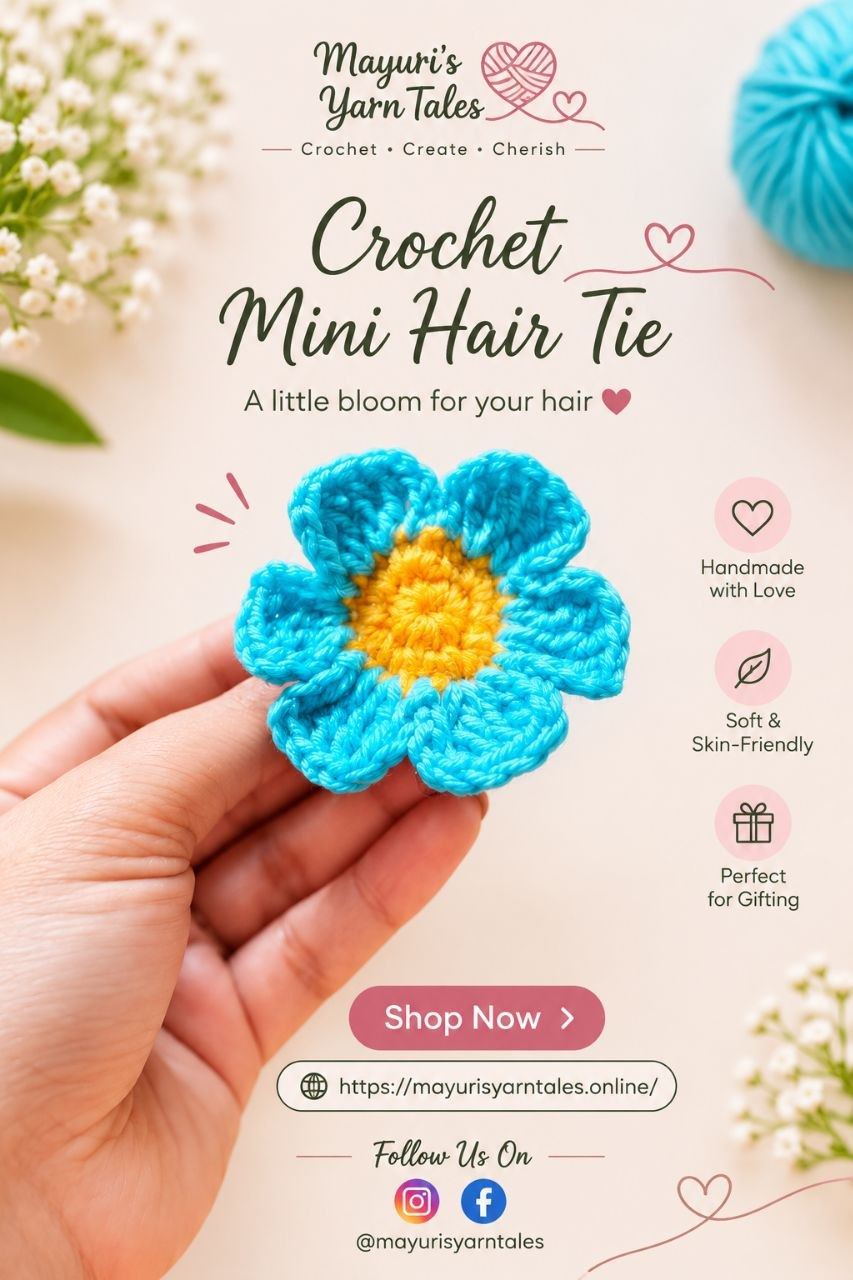 Mayuri's
Yarn Tales
Crochet • Create • Cherish
Crochet
Mini Hair Tie
A little bloom for your hair
Handmade
with Love
Soft &
Skin-Friendly
Perfect
for Gifting
Shop Now
https://mayurisyarntales.online/
Follow Us On
@mayurisyarntales